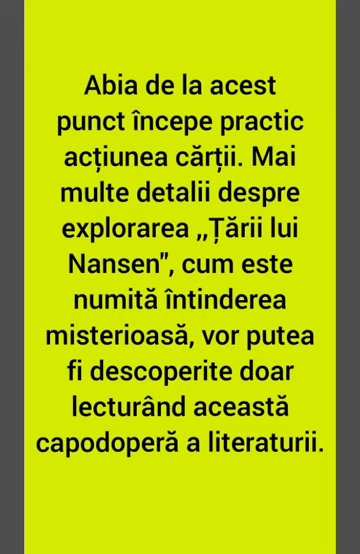 Abia de la acest
punct începe practic
acțiunea cărții. Mai
multe detalii despre
explorarea ,,Țării lui
Nansen", cum este
numită întinderea
misterioasă, vor putea
fi descoperite doar
lecturând această
capodoperă a literaturii.